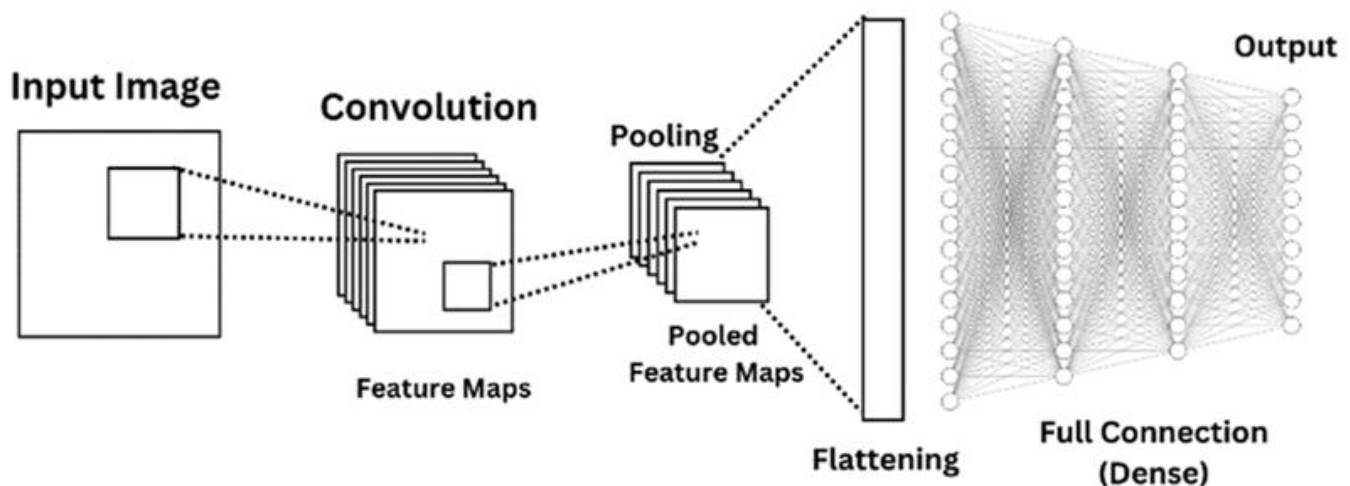 Input Image
Convolution
Feature Maps
Pooling
Pooled
Feature Maps
Flattening
Output
Full Connection
(Dense)